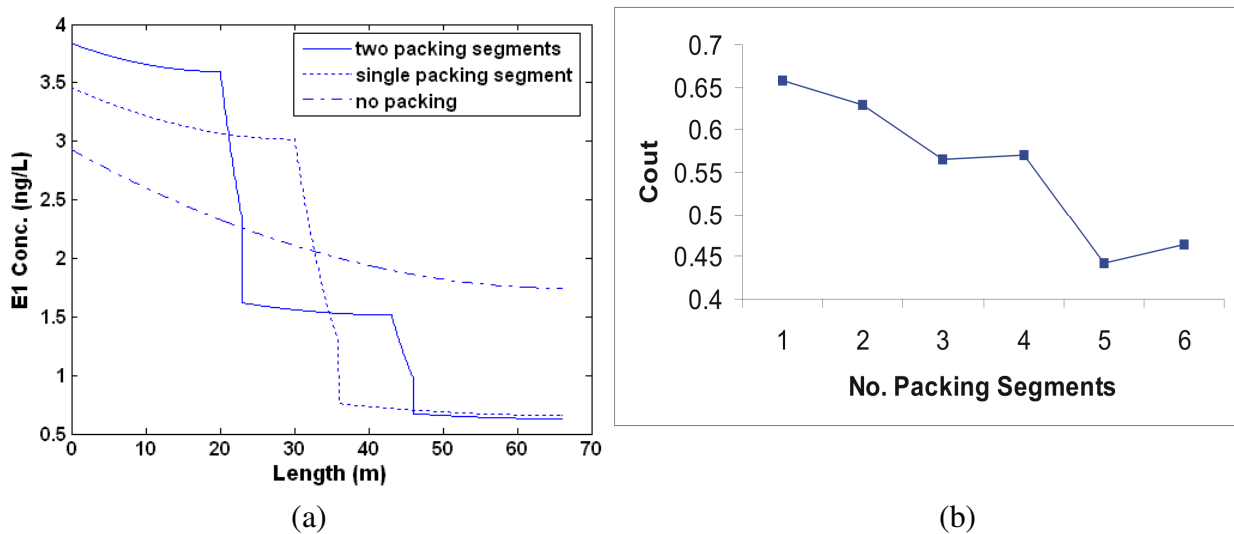 4
3.5
3
2.5
2
1.5
1
0.5
E1 Conc. (ng/L)
two packing segments
single packing segment
no packing
0 10 20 30 40 50 60 70
Length (m)
(a)
0.7
0.65
0.6
0.55
0.5
0.45
0.4
Cout
1 2 3 4 5 6
No. Packing Segments
(b)